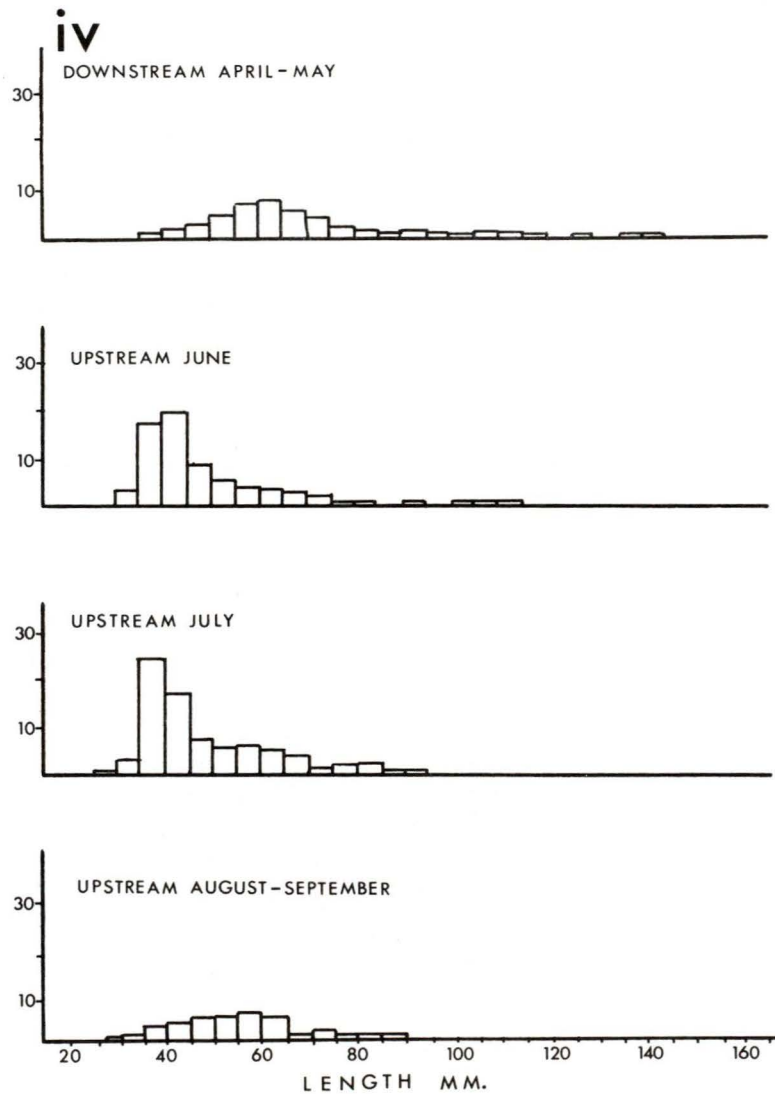 iv
DOWNSTREAM APRIL-MAY
30
10
UPSTREAM JUNE
30
10
UPSTREAM JULY
30
10
UPSTREAM AUGUST-SEPTEMBER
30
10
20 40 60 80 100 120 140 160
LENGTH MM.